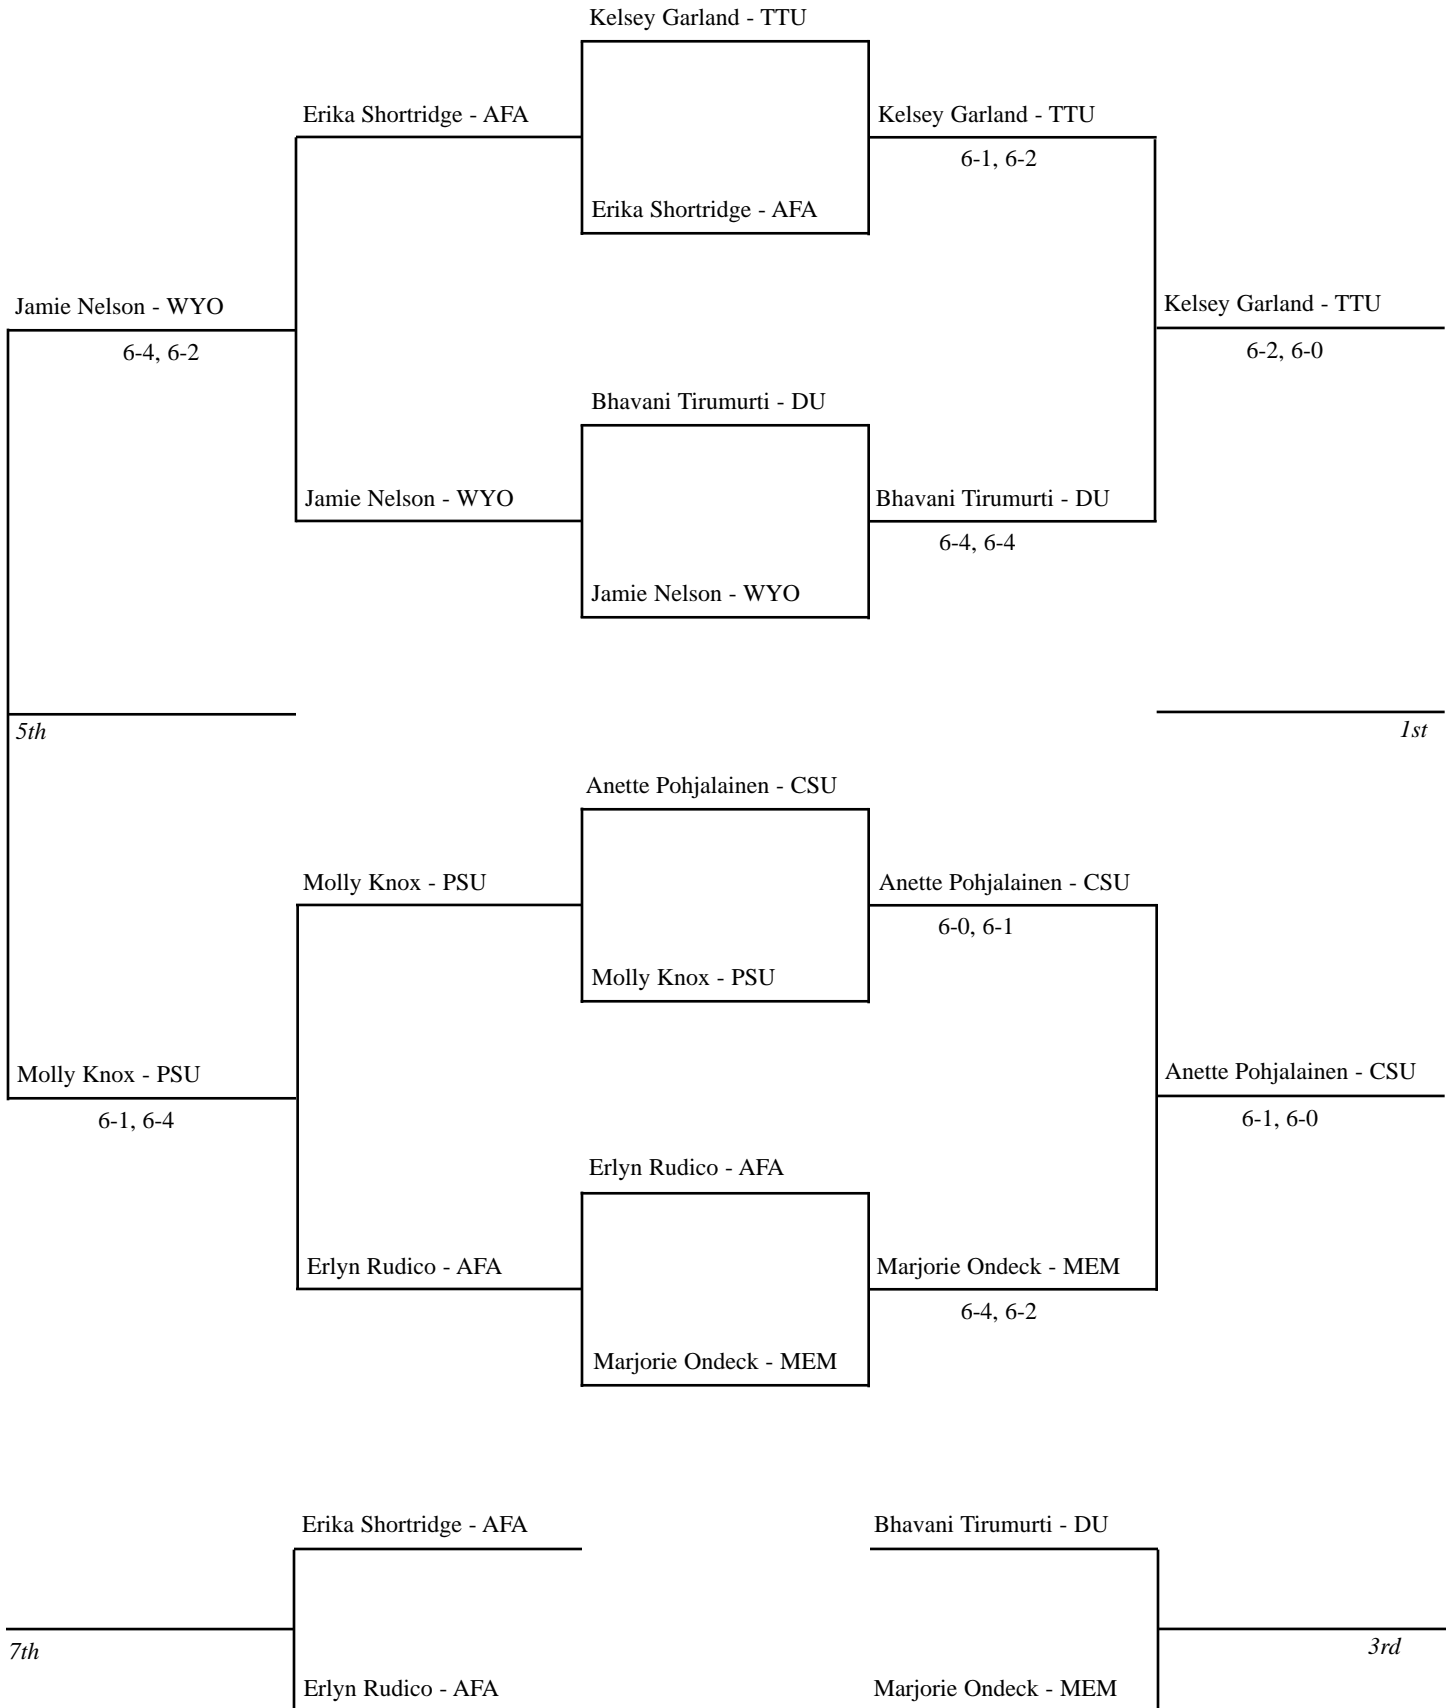 Kelsey Garland - TTU
Erika Shortridge - AFA
Kelsey Garland - TTU
6-1, 6-2
Erika Shortridge - AFA
Jamie Nelson - WYO
6-4, 6-2
Kelsey Garland - TTU
6-2, 6-0
Bhavani Tirumurti - DU
Jamie Nelson - WYO
Bhavani Tirumurti - DU
6-4, 6-4
Jamie Nelson - WYO
5th
1st
Anette Pohjalainen - CSU
Molly Knox - PSU
Anette Pohjalainen - CSU
6-0, 6-1
Molly Knox - PSU
Molly Knox - PSU
6-1, 6-4
Anette Pohjalainen - CSU
6-1, 6-0
Erlyn Rudico - AFA
Erlyn Rudico - AFA
Marjorie Ondeck - MEM
6-4, 6-2
Marjorie Ondeck - MEM
Erika Shortridge - AFA
Bhavani Tirumurti - DU
7th
3rd
Erlyn Rudico - AFA
Marjorie Ondeck - MEM